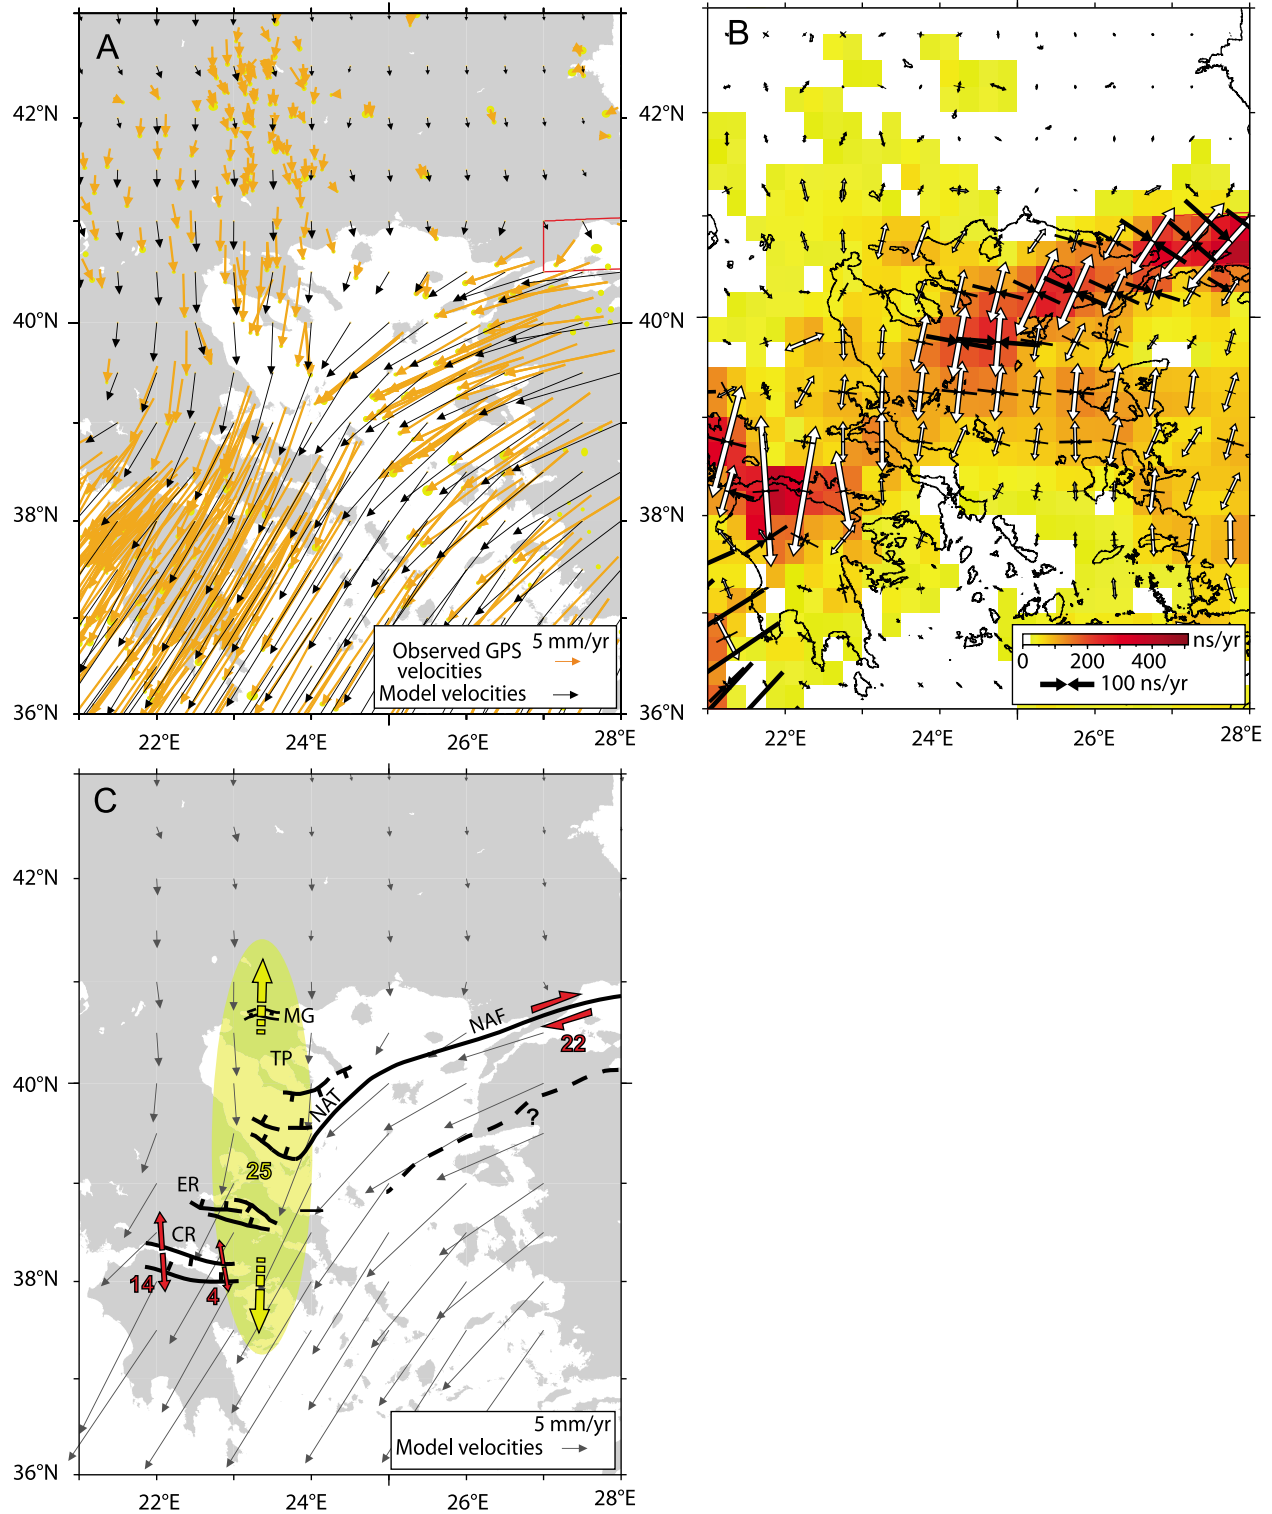 A
42°N
40°N
38°N
36°N
22°E
24°E
26°E
28°E
Observed GPS
velocities
5 mm/yr
Model velocities
B
42°N
40°N
38°N
36°N
22°E
24°E
26°E
28°E
ns/yr
0
200
400
100 ns/yr
C
42°N
40°N
38°N
36°N
22°E
24°E
26°E
28°E
MG
TP
NAT
NAF
22
?
25
ER
CR
14
4
5 mm/yr
Model velocities